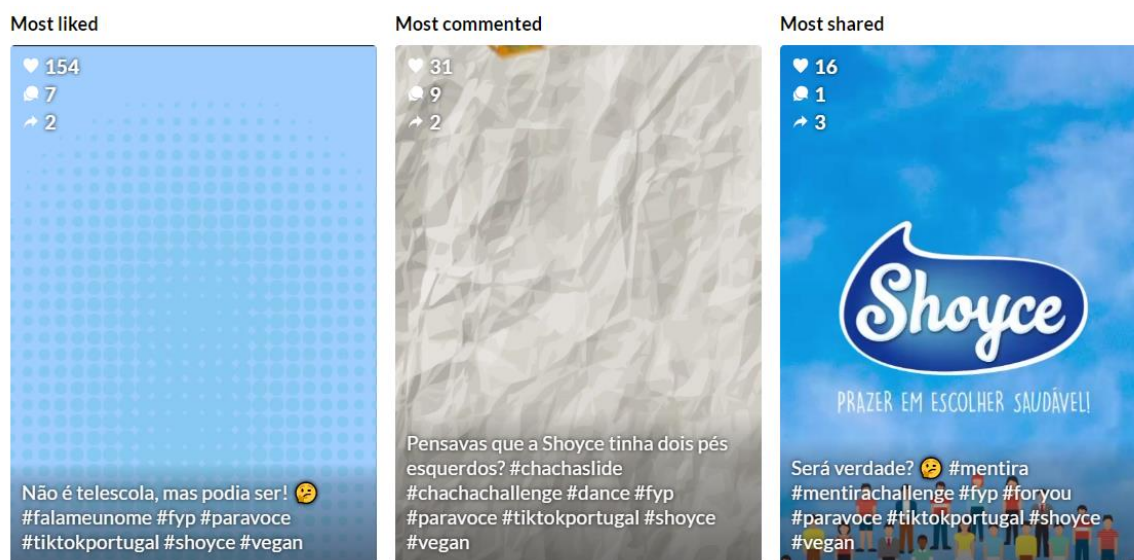 Most liked
154
7
2
Não é telescola, mas podia ser! 🤔
#falameunome #fyp #paravoce
#tiktokportugal #shoyce #vegan
Most commented
31
9
2
Pensavas que a Shoyce tinha dois pés
esquerdos? #chachaslide
#chachachallenge #dance #fyp
#paravoce #tiktokportugal #shoyce
#vegan
Most shared
16
1
3
Shoyce
PRAZER EM ESCOLHER SAUDÁVEL!
Será verdade? 🤔 #mentira
#mentirachallenge #fyp #foryou
#paravoce #tiktokportugal #shoyce
#vegan